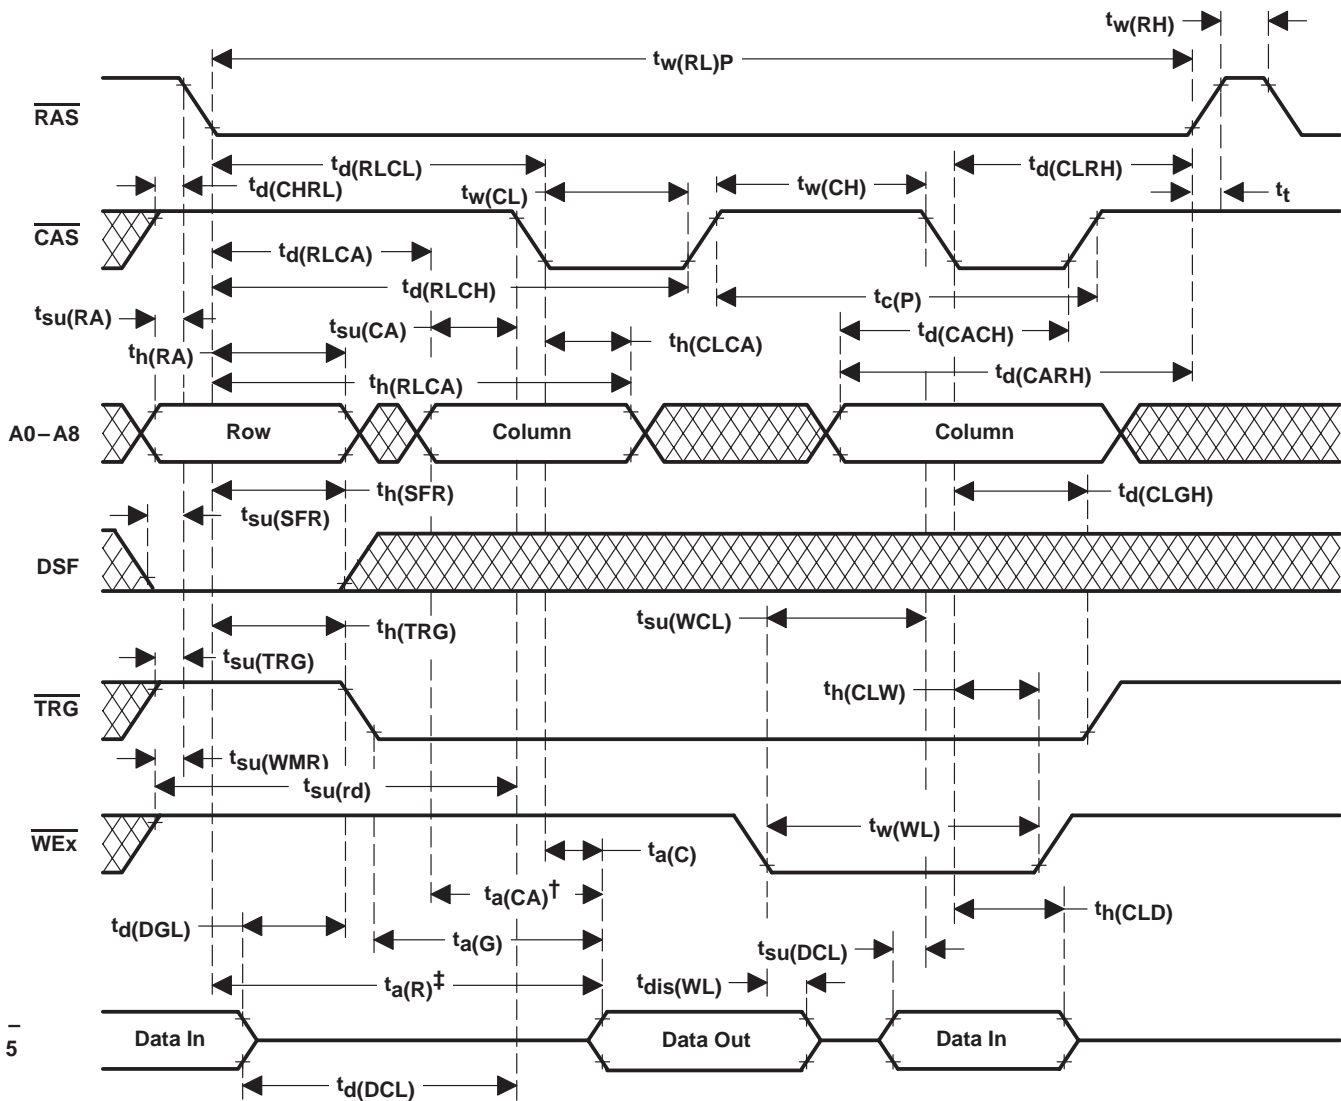 tw(RH)
tw(RL)P
RAS
td(RLCL)
td(CLRH)
td(CHRL)
tw(CL)
tw(CH)
tt
CAS
td(RLCA)
td(RLCH)
tc(P)
tsu(RA)
tsu(CA)
td(CACH)
th(RA)
th(CLCA)
th(RLCA)
td(CARH)
A0–A8
Row
Column
Column
th(SFR)
td(CLGH)
tsu(SFR)
DSF
th(TRG)
tsu(WCL)
tsu(TRG)
th(CLW)
TRG
tsu(WMR)
tsu(rd)
WEx
tw(WL)
ta(C)
ta(CA)†
td(DGL)
th(CLD)
ta(G)
tsu(DCL)
ta(R)‡
tdis(WL)
–
5
Data In
Data Out
Data In
td(DCL)